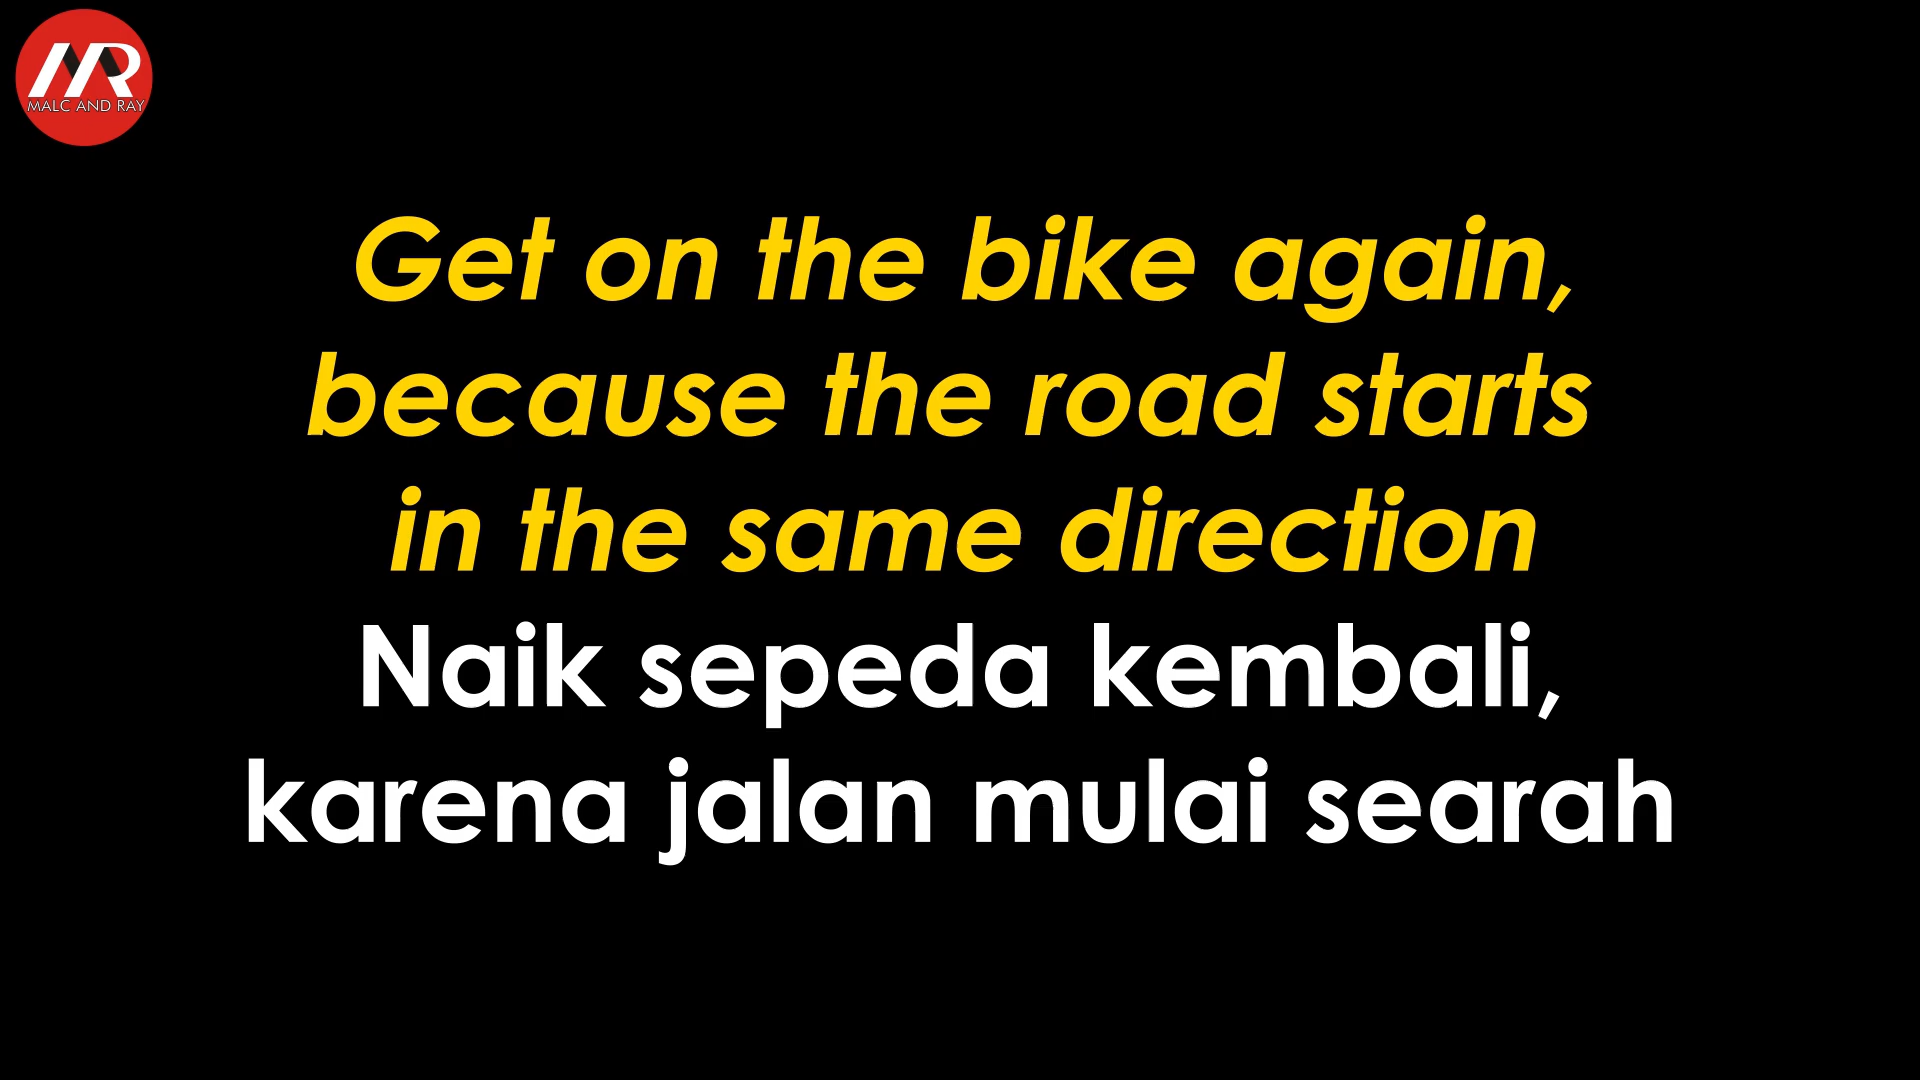 MALC AND RAY
Get on the bike again,
because the road starts
in the same direction
Naik sepeda kembali,
karena jalan mulai searah